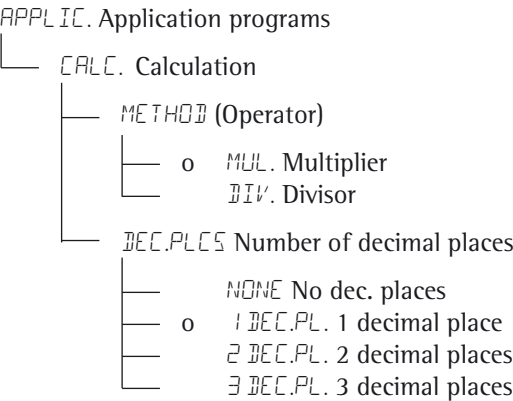 APPLIC. Application programs
CALC. Calculation
METHOD (Operator)
o MUL. Multiplier
DIV. Divisor
DEC.PLCS Number of decimal places
NONE No dec. places
o 1 DEC.PL. 1 decimal place
2 DEC.PL. 2 decimal places
3 DEC.PL. 3 decimal places